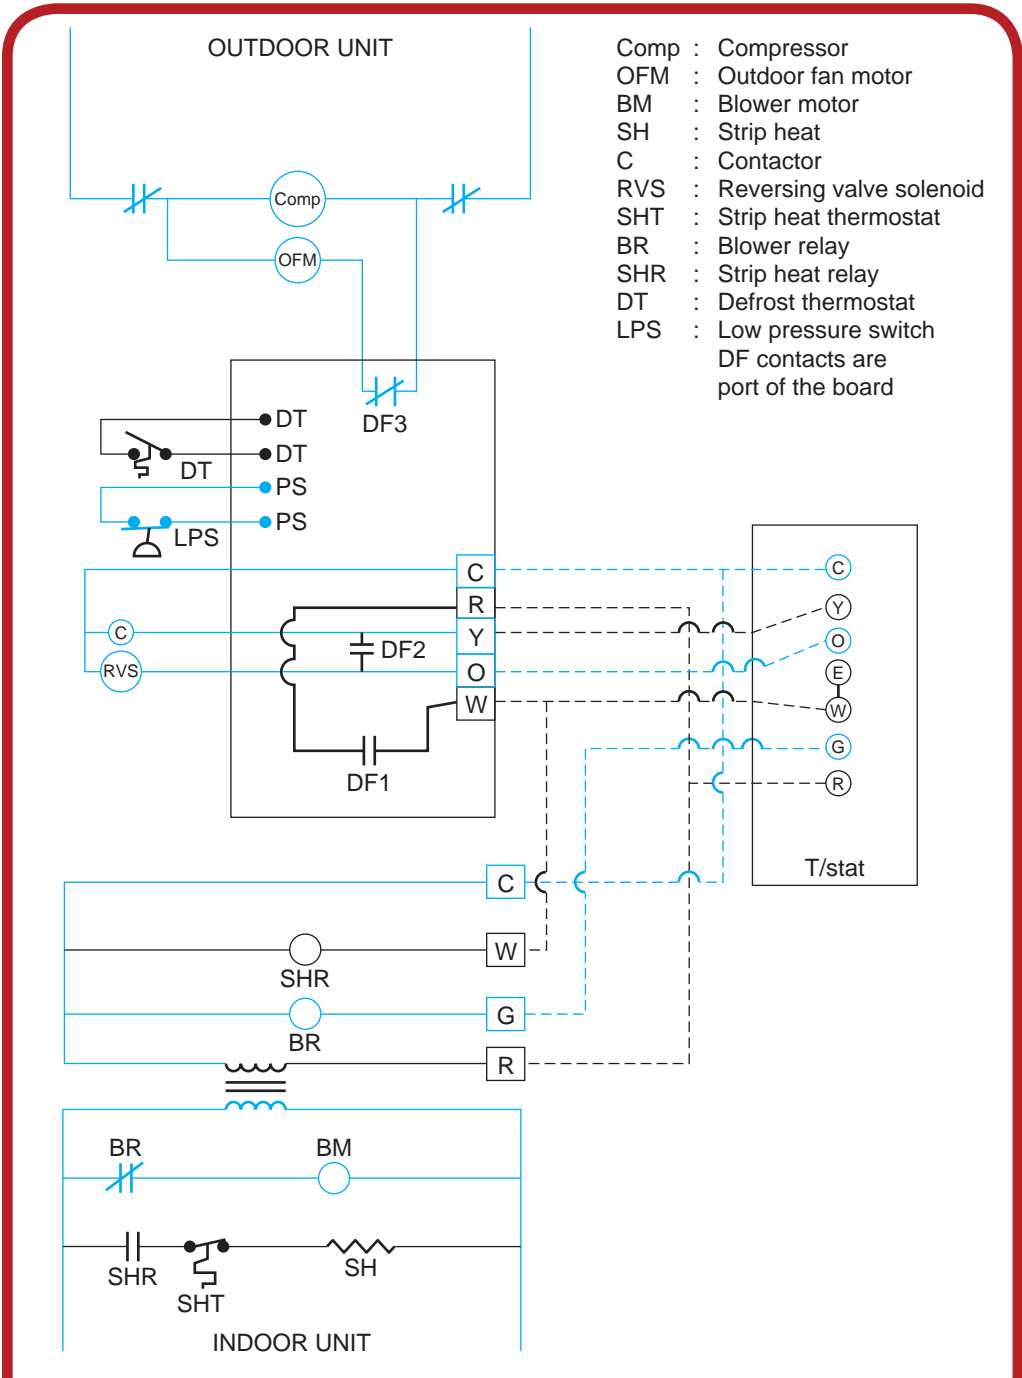 OUTDOOR UNIT
Comp : Compressor
OFM : Outdoor fan motor
BM : Blower motor
SH : Strip heat
C : Contactor
RVS : Reversing valve solenoid
SHT : Strip heat thermostat
BR : Blower relay
SHR : Strip heat relay
DT : Defrost thermostat
LPS : Low pressure switch
DF contacts are
part of the board
Comp
OFM
DF3
DT
DT
DT
PS
PS
LPS
C
R
Y
O
W
C
RVS
DF2
DF1
C
Y
O
E
W
G
R
T/stat
C
W
SHR
G
BR
R
BR
BM
SHR
SHT
SH
INDOOR UNIT